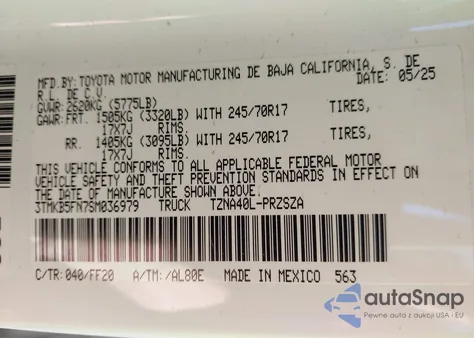 MFD.BY:TOYOTA MOTOR MANUFACTURING DE BAJA CALIFORNIA, S. DE
R.L. DE C.V. DATE: 05/25
GVWR: 2620KG (5775LB)
GAWR:FRT. 1505KG (3320LB) WITH 245/70R17 TIRES,
17X7J RIMS.
RR. 1405KG (3095LB) WITH 245/70R17 TIRES,
17X7J RIMS.
THIS VEHICLE CONFORMS TO ALL APPLICABLE FEDERAL MOTOR
VEHICLE SAFETY AND THEFT PREVENTION STANDARDS IN EFFECT ON
THE DATE OF MANUFACTURE SHOWN ABOVE.
3TMKB5FN7SM036979 TRUCK TZNA40L-PRZSZA
C/TR:040/FF20 A/TM:/AL80E MADE IN MEXICO 563
autoSnap
Pewne auta z aukcji USA - EU